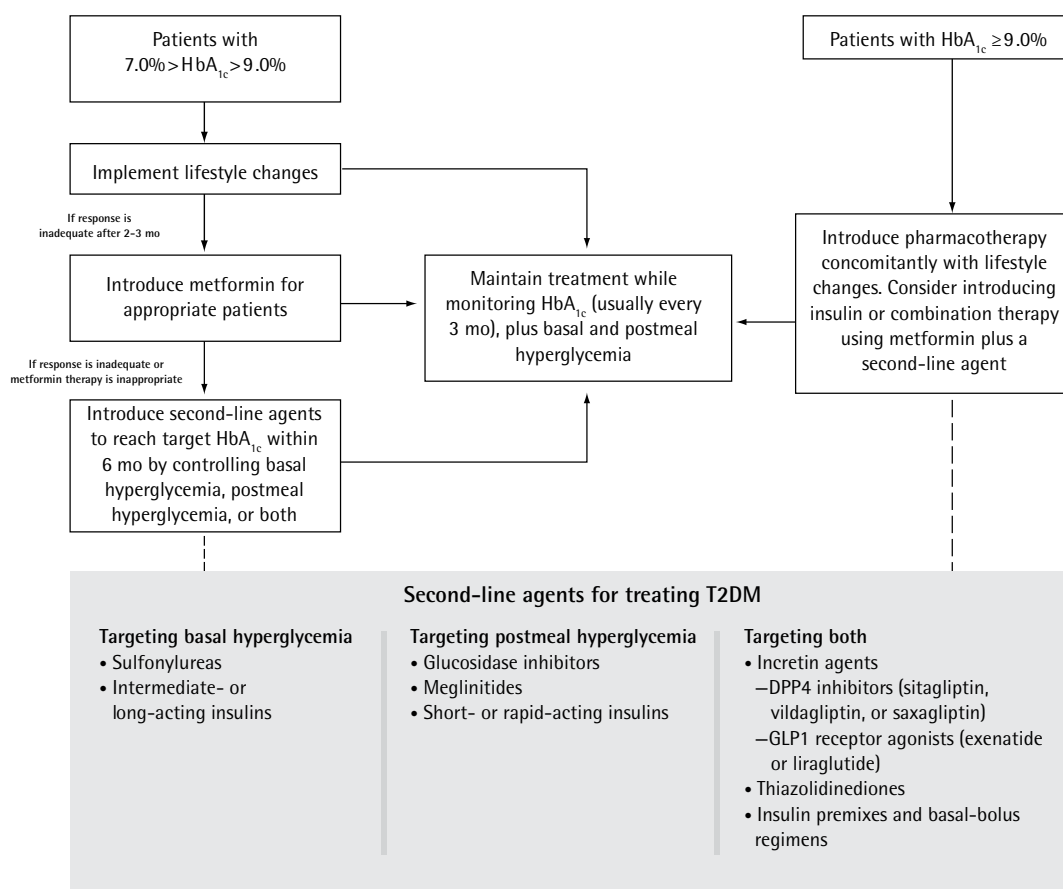 Patients with
7.0%>HbA1c>9.0%
Patients with HbA1c ≥9.0%
Implement lifestyle changes
If response is
inadequate after 2-3 mo
Introduce metformin for
appropriate patients
Maintain treatment while
monitoring HbA1c (usually every
3 mo), plus basal and postmeal
hyperglycemia
Introduce pharmacotherapy
concomitantly with lifestyle
changes. Consider introducing
insulin or combination therapy
using metformin plus a
second-line agent
If response is inadequate or
metformin therapy is inappropriate
Introduce second-line agents
to reach target HbA1c within
6 mo by controlling basal
hyperglycemia, postmeal
hyperglycemia, or both
Second-line agents for treating T2DM
Targeting basal hyperglycemia
• Sulfonylureas
• Intermediate- or
long-acting insulins
Targeting postmeal hyperglycemia
• Glucosidase inhibitors
• Meglinitides
• Short- or rapid-acting insulins
Targeting both
• Incretin agents
—DPP4 inhibitors (sitagliptin,
vildagliptin, or saxagliptin)
—GLP1 receptor agonists (exenatide
or liraglutide)
• Thiazolidinediones
• Insulin premixes and basal-bolus
regimens